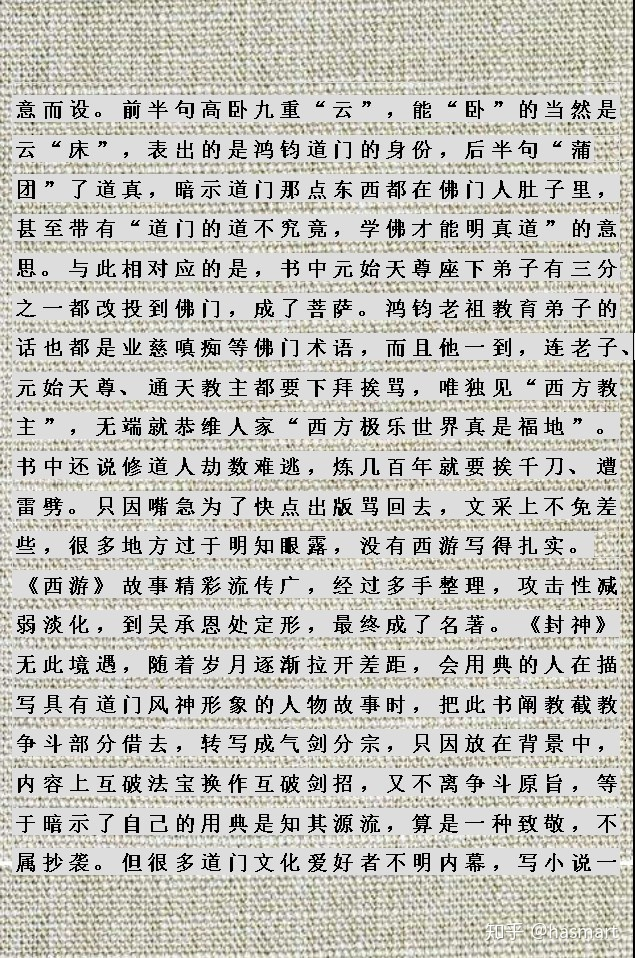 意而设。前半句高卧九重“云”，能“卧”的当然是
云“床”，表出的是鸿钧道门的身份，后半句“蒲
团”了道真，暗示道门那点东西都在佛门人肚子里，
甚至带有“道门的道不究竟，学佛才能明真道”的意
思。与此相对应的是，书中元始天尊座下弟子有三分
之一都改投到佛门，成了菩萨。鸿钧老祖教育弟子的
话也都是业慈嗔痴等佛门术语，而且他一到，连老子、
元始天尊、通天教主都要下拜挨骂，唯独见“西方教
主”，无端就恭维人家“西方极乐世界真是福地”。
书中还说修道人劫数难逃，炼几百年就要挨千刀、遭
雷劈。只因嘴急为了快点出版骂回去，文采上不免差
些，很多地方过于明知眼露，没有西游写得扎实。
《西游》故事精彩流传广，经过多手整理，攻击性减
弱淡化，到吴承恩处定形，最终成了名著。《封神》
无此境遇，随着岁月逐渐拉开差距，会用典的人在描
写具有道门风神形象的人物故事时，把此书阐教截教
争斗部分借去，转写成气剑分宗，只因放在背景中，
内容上互破法宝换作互破剑招，又不离争斗原旨，等
于暗示了自己的用典是知其源流，算是一种致敬，不
属抄袭。但很多道门文化爱好者不明内幕，写小说一
知乎 @hasmart